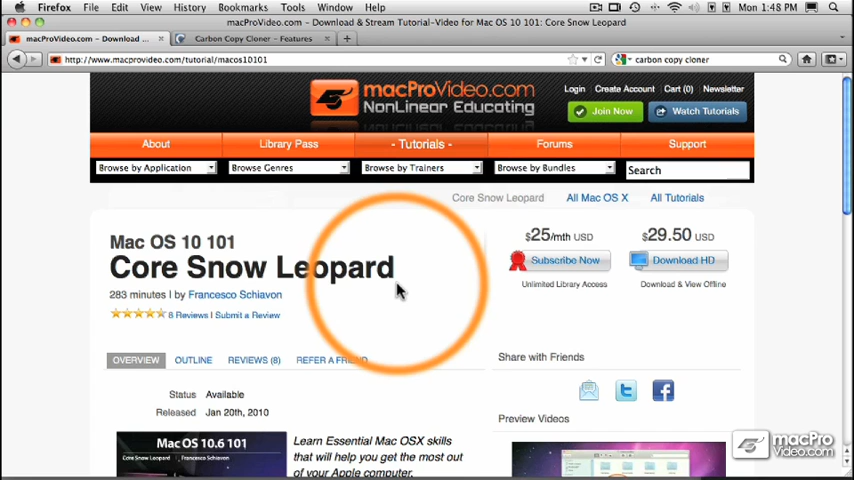 Firefox File Edit View History Bookmarks Tools Window Help Mon 1:48 PM
macProVideo.com – Download & Stream Tutorial-Video for Mac OS 10 101: Core Snow Leopard
macProVideo.com – Download ... Carbon Copy Cloner – Features
http://www.macprovideo.com/tutorial/macos10101 carbon copy cloner
macProVideo.com
NonLinear Educating
Login Create Account Cart (0) Newsletter
Join Now Watch Tutorials
About Library Pass - Tutorials - Forums Support
Browse by Application Browse Genres Browse by Trainers Browse by Bundles Search
Core Snow Leopard All Mac OS X All Tutorials
Mac OS 10 101
Core Snow Leopard
283 minutes | by Francesco Schiavon
8 Reviews | Submit a Review
$25/mth USD $29.50 USD
Subscribe Now Download HD
Unlimited Library Access Download & View Offline
OVERVIEW OUTLINE REVIEWS (8) REFER A FRIEND
Share with Friends
Status Available
Released Jan 20th, 2010
Preview Videos
Mac OS 10.6 101
Core Snow Leopard Francesco Schiavon
Learn Essential Mac OSX skills
that will help you get the most out
of your Apple computer.
macPro
Video.com